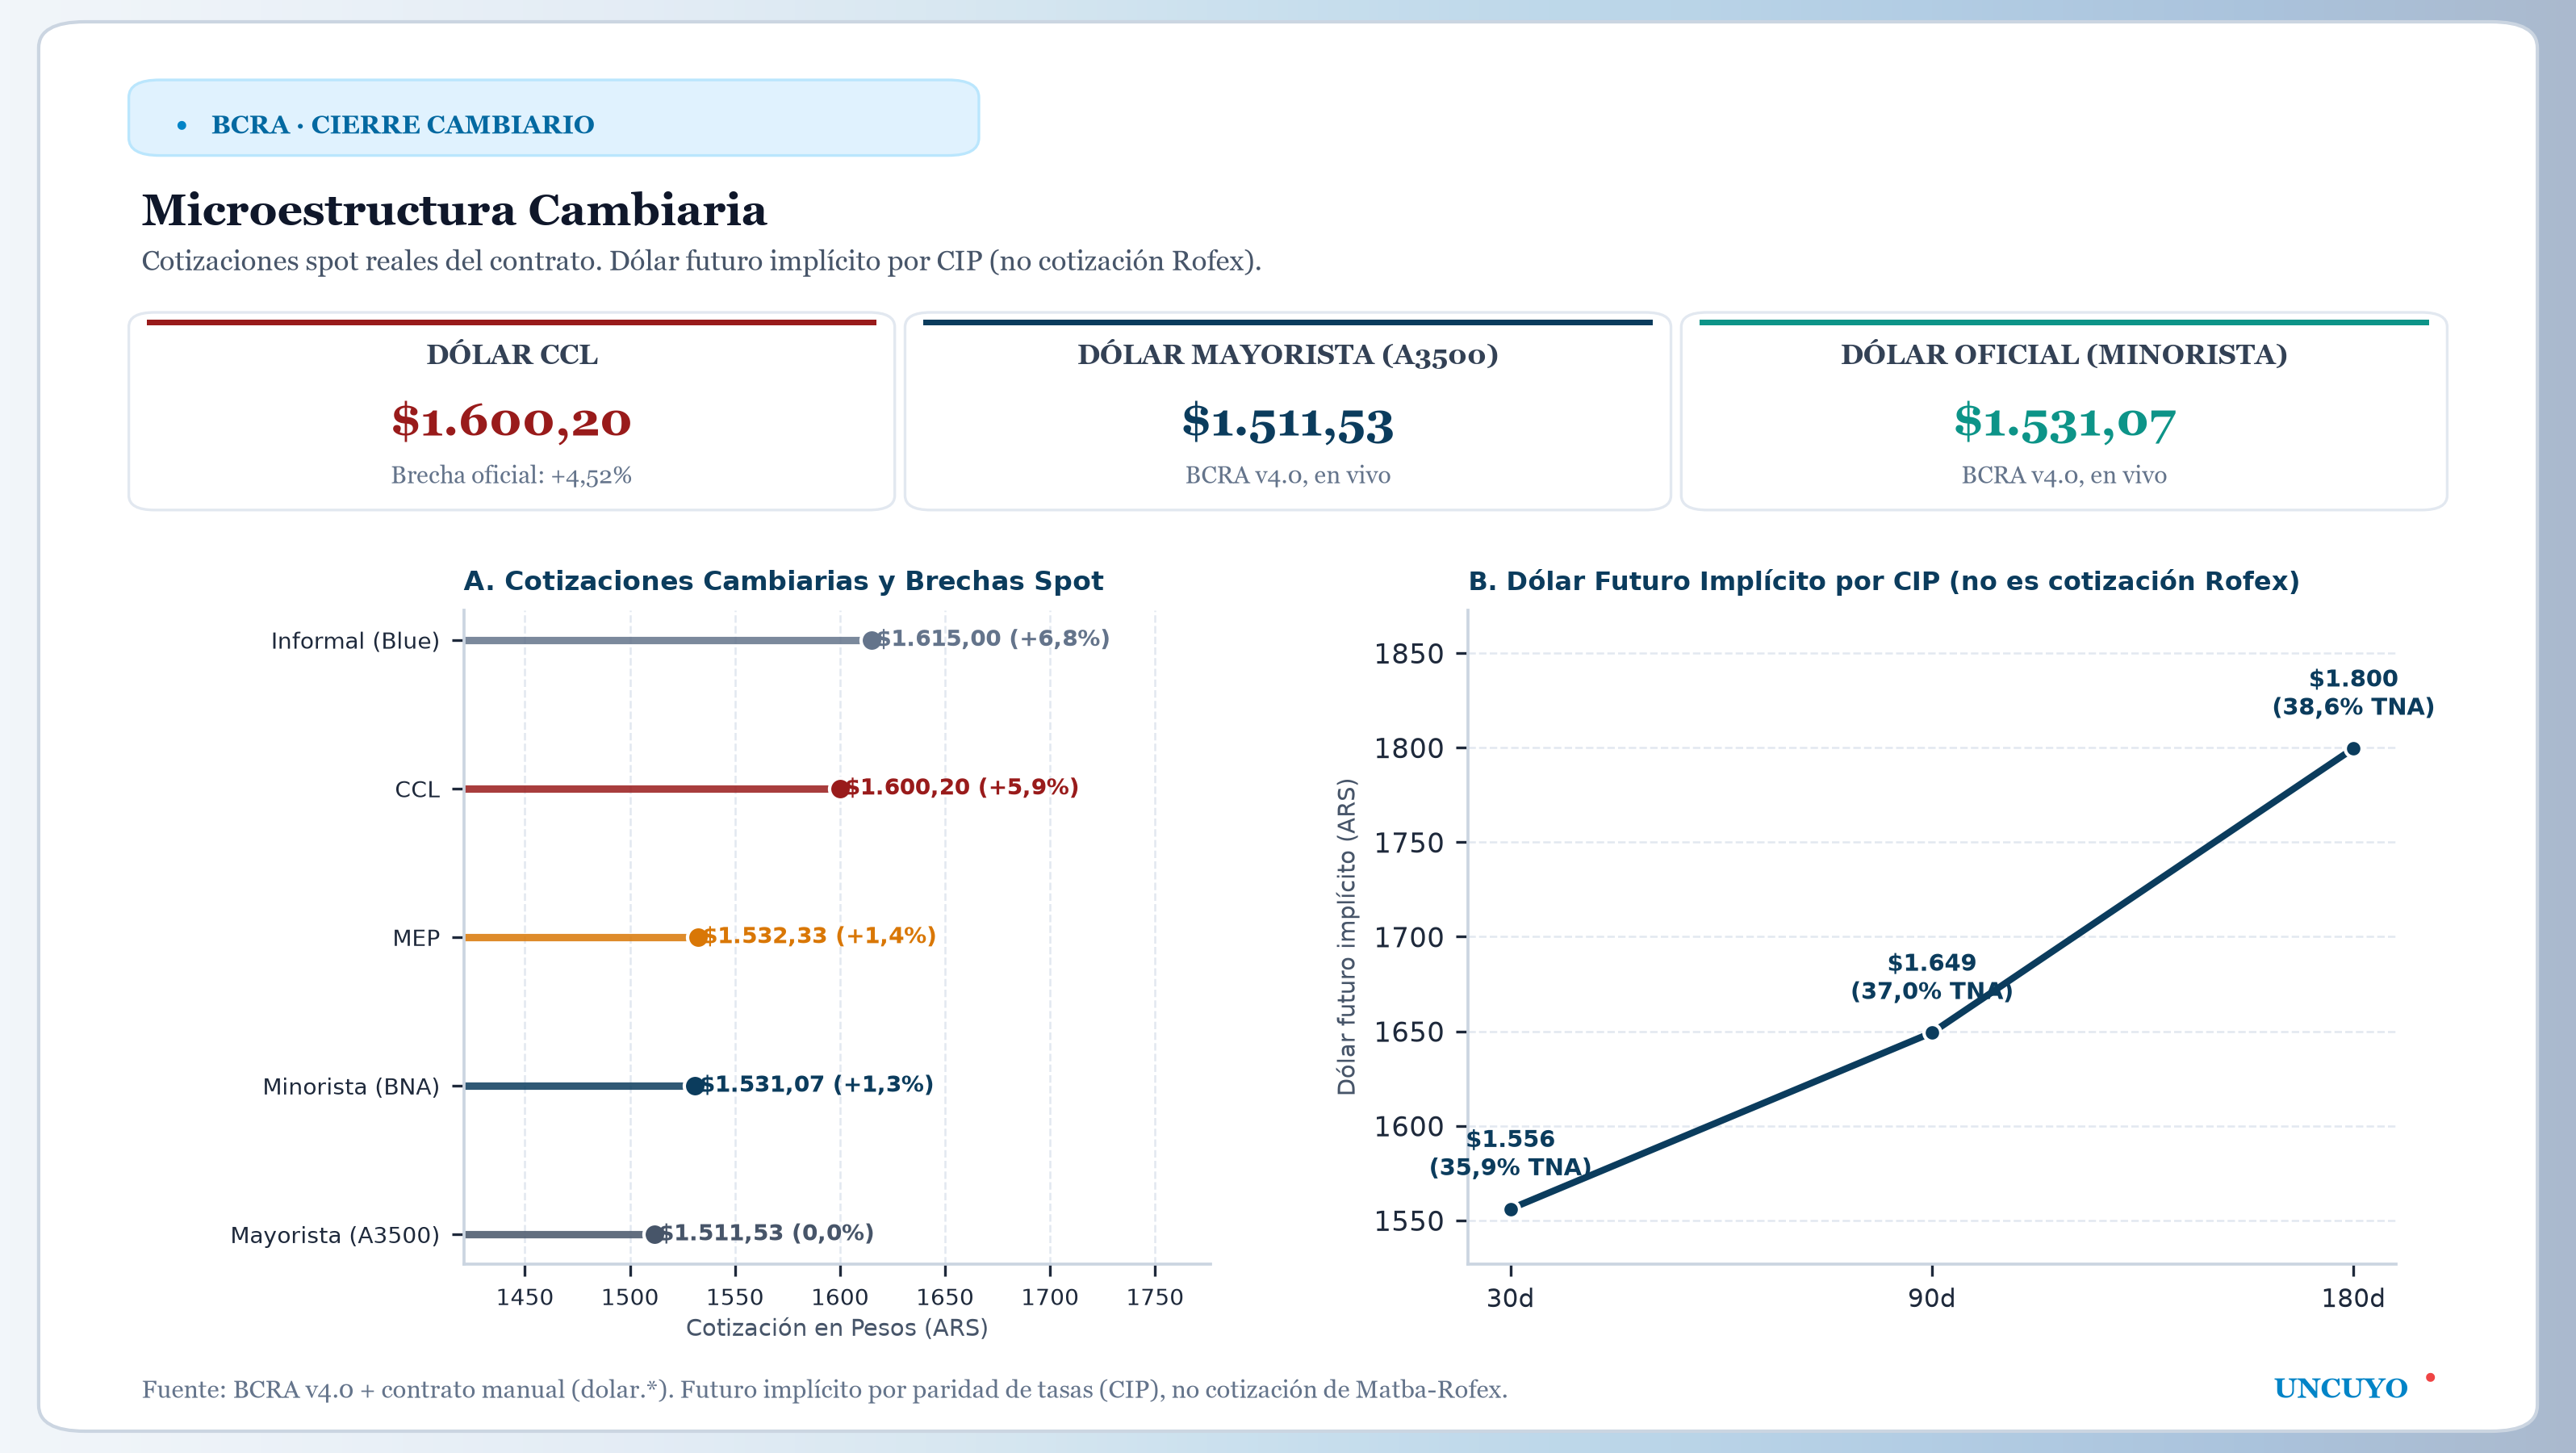 • BCRA · CIERRE CAMBIARIO
Microestructura Cambiaria
Cotizaciones spot reales del contrato. Dólar futuro implícito por CIP (no cotización Rofex).
DÓLAR CCL
$1.600,20
Brecha oficial: +4,52%
DÓLAR MAYORISTA (A3500)
$1.511,53
BCRA v4.0, en vivo
DÓLAR OFICIAL (MINORISTA)
$1.531,07
BCRA v4.0, en vivo
A. Cotizaciones Cambiarias y Brechas Spot
Informal (Blue)
$1.615,00 (+6,8%)
CCL
$1.600,20 (+5,9%)
MEP
$1.532,33 (+1,4%)
Minorista (BNA)
$1.531,07 (+1,3%)
Mayorista (A3500)
$1.511,53 (0,0%)
1450 1500 1550 1600 1650 1700 1750
Cotización en Pesos (ARS)
B. Dólar Futuro Implícito por CIP (no es cotización Rofex)
Dólar futuro implícito (ARS)
1850
1800
1750
1700
1650
1600
1550
$1.800
(38,6% TNA)
$1.649
(37,0% TNA)
$1.556
(35,9% TNA)
30d 90d 180d
Fuente: BCRA v4.0 + contrato manual (dolar.*). Futuro implícito por paridad de tasas (CIP), no cotización de Matba-Rofex.
UNCUYO